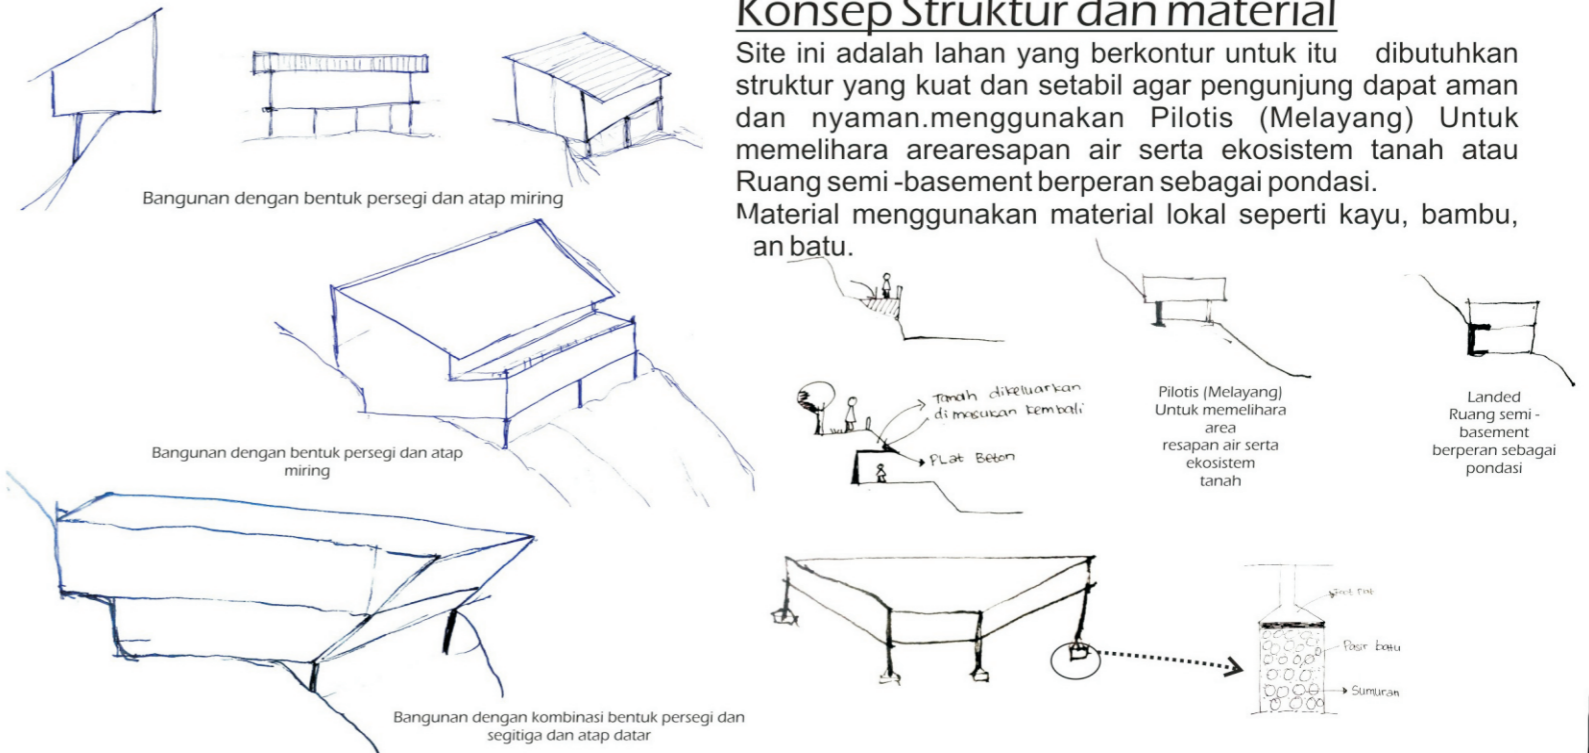 Konsep Struktur dan material
Site ini adalah lahan yang berkontur untuk itu dibutuhkan
struktur yang kuat dan setabil agar pengunjung dapat aman
dan nyaman.menggunakan Pilotis (Melayang) Untuk
memelihara arearesapan air serta ekosistem tanah atau
Ruang semi -basement berperan sebagai pondasi.
Material menggunakan material lokal seperti kayu, bambu,
an batu.
Bangunan dengan bentuk persegi dan atap miring
Bangunan dengan bentuk persegi dan atap
miring
Bangunan dengan kombinasi bentuk persegi dan
segitiga dan atap datar
Tanah dikeluarkan
di masukan kembali
PLat Beton
Pilotis (Melayang)
Untuk memelihara
area
resapan air serta
ekosistem
tanah
Landed
Ruang semi -
basement
berperan sebagai
pondasi
Pasir batu
Sumuran